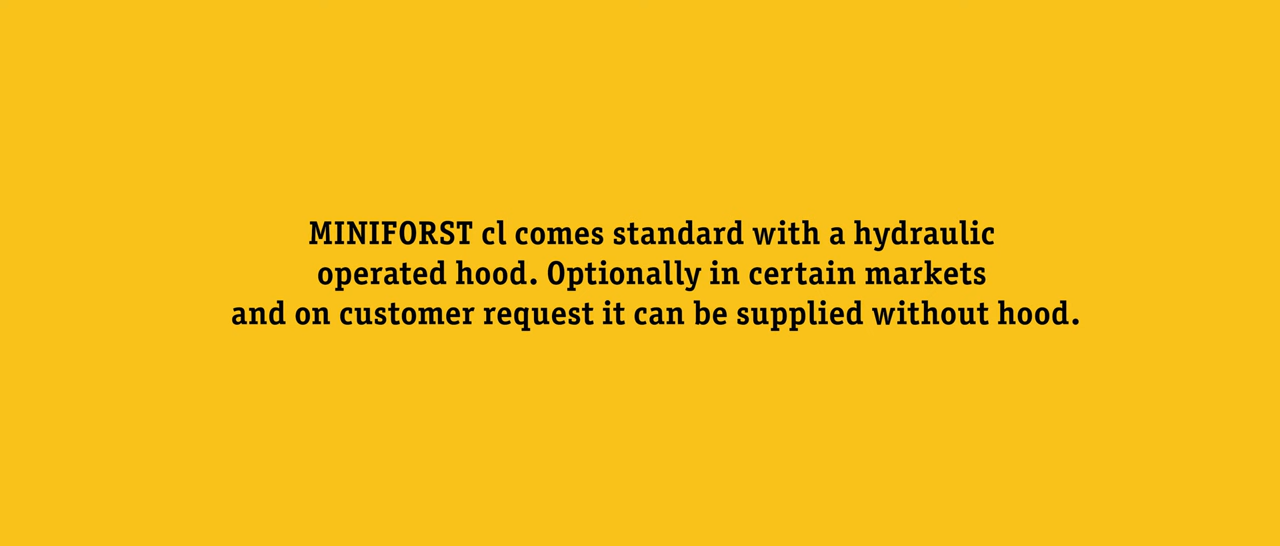 MINIFORST cl comes standard with a hydraulic
operated hood. Optionally in certain markets
and on customer request it can be supplied without hood.